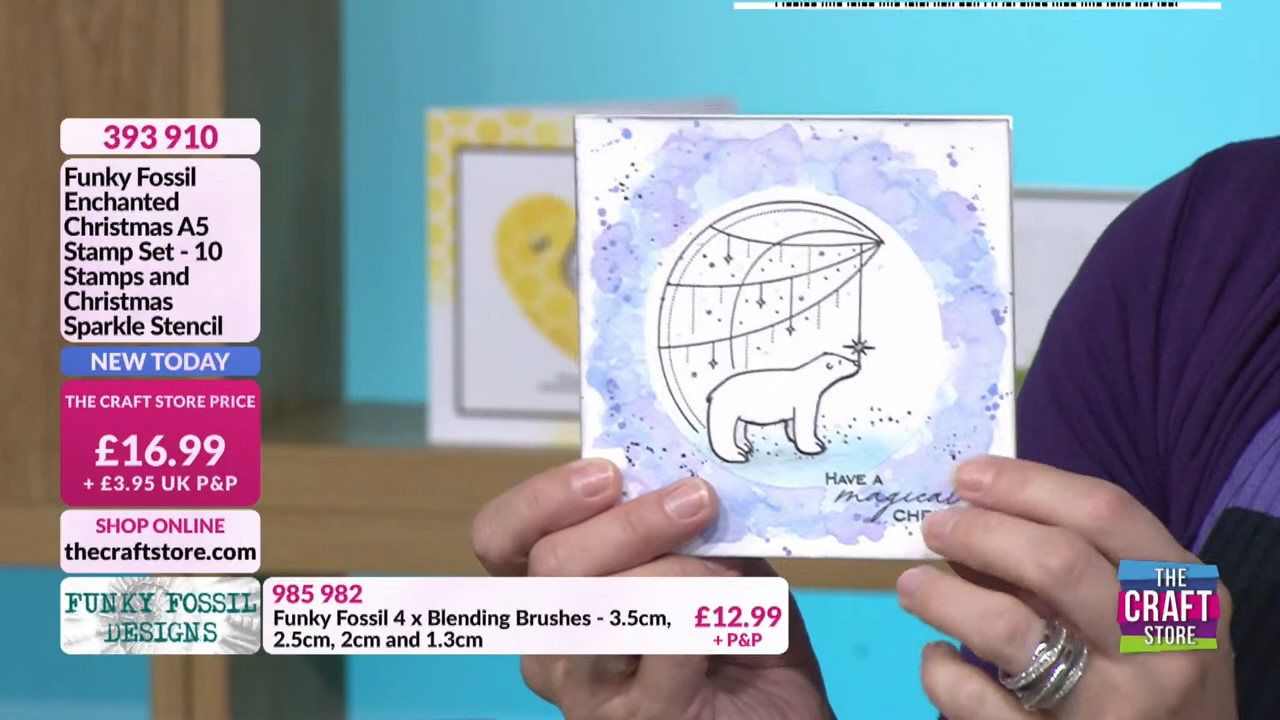 393 910
Funky Fossil
Enchanted
Christmas A5
Stamp Set - 10
Stamps and
Christmas
Sparkle Stencil
NEW TODAY
THE CRAFT STORE PRICE
£16.99
+ £3.95 UK P&P
SHOP ONLINE
thecraftstore.com
FUNKY FOSSIL
DESIGNS
985 982
Funky Fossil 4 x Blending Brushes - 3.5cm,
2.5cm, 2cm and 1.3cm
£12.99
+ P&P
HAVE A
magical
THE
CRAFT
STORE